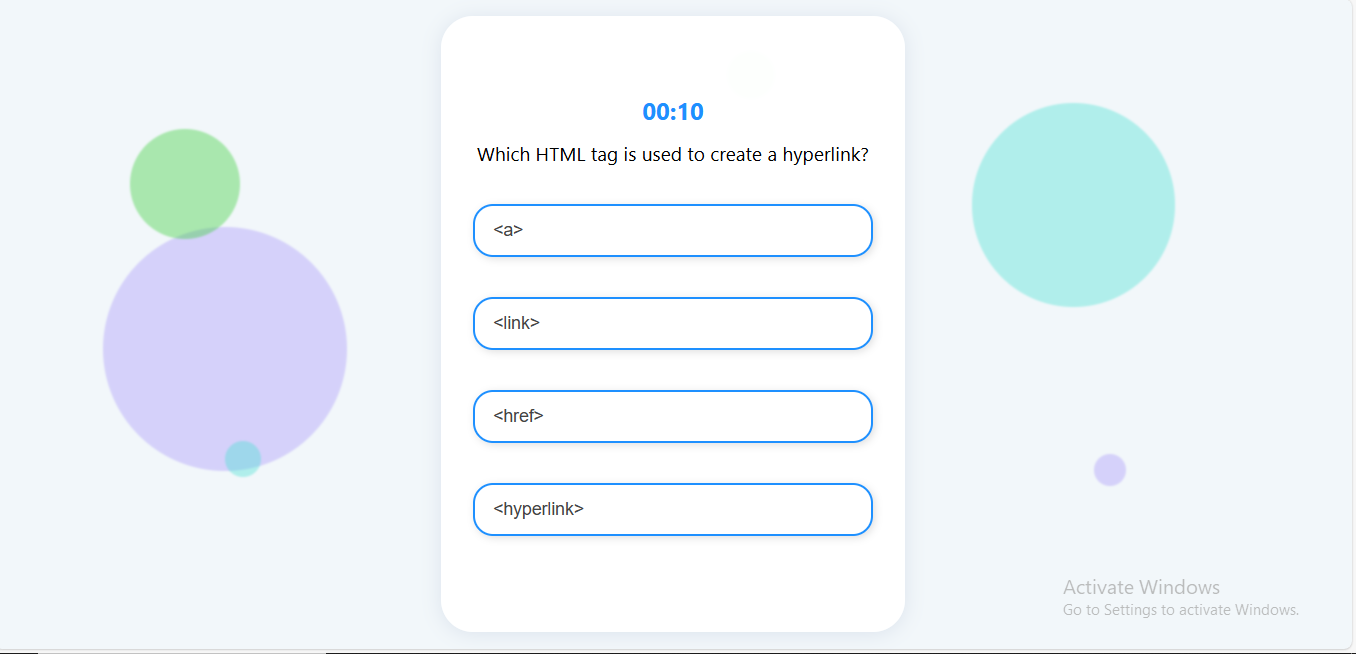 00:10
Which HTML tag is used to create a hyperlink?
<a>
<link>
<href>
<hyperlink>
Activate Windows
Go to Settings to activate Windows.